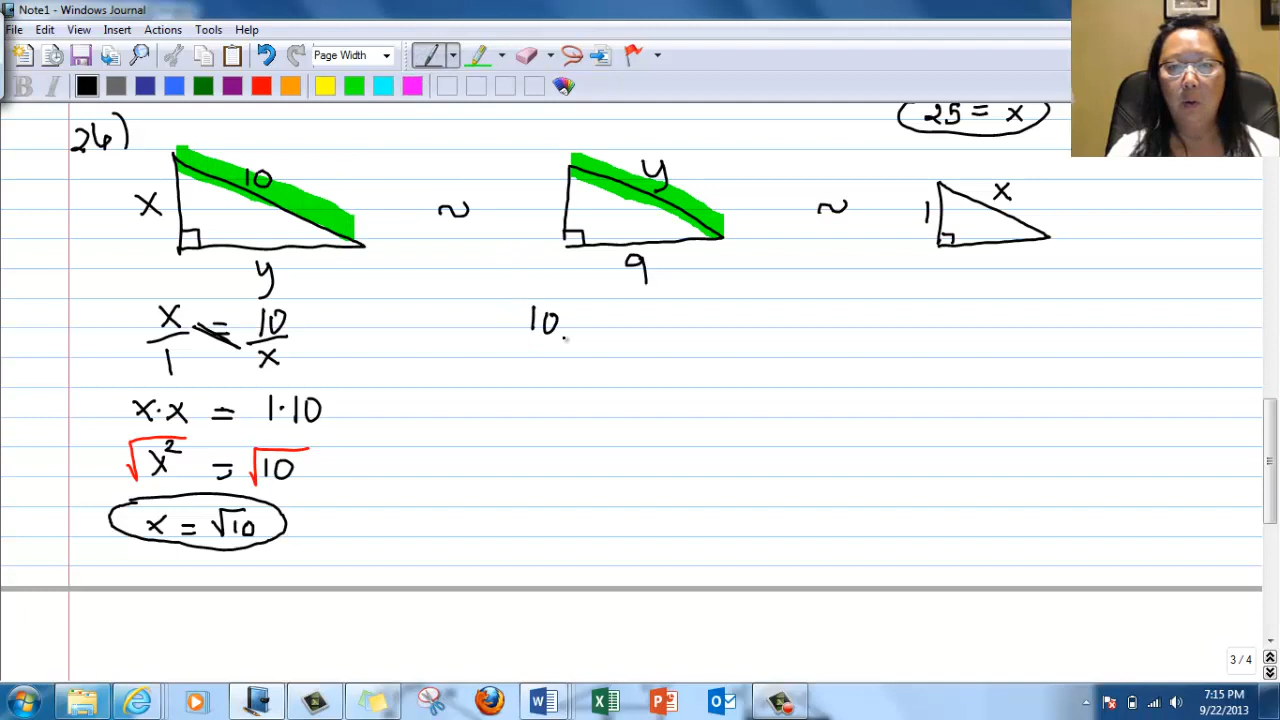 Note1 - Windows Journal
File Edit View Insert Actions Tools Help
Page Width
B I
25 = x
26)
x 10 y ~ y 9 ~ 1 x
x/1 = 10/x
10
x·x = 1·10
√x² = √10
x = √10
3 / 4
7:15 PM
9/22/2013